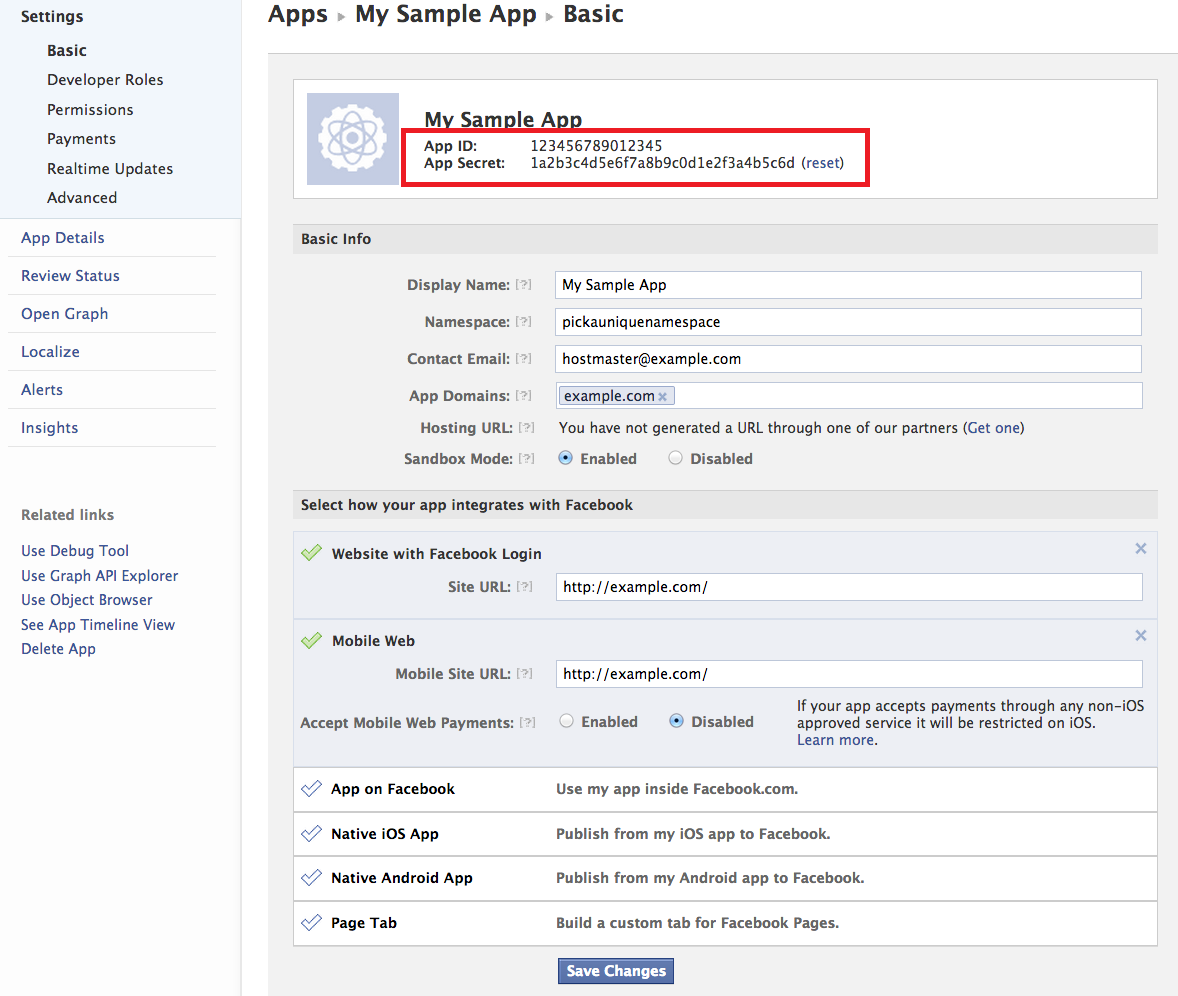 Settings
Basic
Developer Roles
Permissions
Payments
Realtime Updates
Advanced
App Details
Review Status
Open Graph
Localize
Alerts
Insights
Related links
Use Debug Tool
Use Graph API Explorer
Use Object Browser
See App Timeline View
Delete App
Apps ▸ My Sample App ▸ Basic
My Sample App
App ID: 123456789012345
App Secret: 1a2b3c4d5e6f7a8b9c0d1e2f3a4b5c6d (reset)
Basic Info
Display Name: [?] My Sample App
Namespace: [?] pickauniquenamespace
Contact Email: [?] hostmaster@example.com
App Domains: [?] example.com ×
Hosting URL: [?] You have not generated a URL through one of our partners (Get one)
Sandbox Mode: [?] Enabled Disabled
Select how your app integrates with Facebook
Website with Facebook Login ×
Site URL: [?] http://example.com/
Mobile Web ×
Mobile Site URL: [?] http://example.com/
Accept Mobile Web Payments: [?] Enabled Disabled
If your app accepts payments through any non-iOS
approved service it will be restricted on iOS.
Learn more.
App on Facebook Use my app inside Facebook.com.
Native iOS App Publish from my iOS app to Facebook.
Native Android App Publish from my Android app to Facebook.
Page Tab Build a custom tab for Facebook Pages.
Save Changes